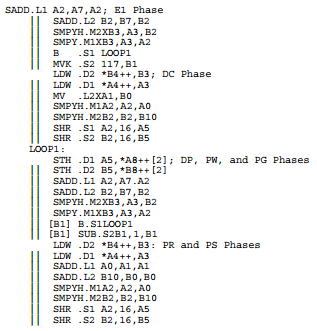 SADD.L1 A2,A7,A2; E1 Phase
|| SADD.L2 B2,B7,B2
|| SMPYH.M2XB3,A3,B2
|| SMPY.M1XB3,A3,A2
|| B .S1 LOOP1
|| MVK .S2 117,B1
LDW .D2 *B4++,B3; DC Phase
|| LDW .D1 *A4++,A3
|| MV .L2XA1,B0
|| SMPYH.M1A2,A2,A0
|| SMPYH.M2B2,B2,B10
|| SHR .S1 A2,16,A5
|| SHR .S2 B2,16,B5
LOOP1:
STH .D1 A5,*A8++[2]; DP, PW, and PG Phases
|| STH .D2 B5,*B8++[2]
|| SADD.L1 A2,A7.A2
|| SADD.L2 B2,B7,B2
|| SMPYH.M2XB3,A3,B2
|| SMPY.M1XB3,A3,A2
|| [B1] B.S1LOOP1
|| [B1] SUB.S2B1,1,B1
LDW .D2 *B4++,B3: PR and PS Phases
|| LDW .D1 *A4++,A3
|| SADD.L1 A0,A1,A1
|| SADD.L2 B10,B0,B0
|| SMPYH.M1A2,A2,A0
|| SMPYH.M2B2,B2,B10
|| SHR .S1 A2,16,A5
|| SHR .S2 B2,16,B5